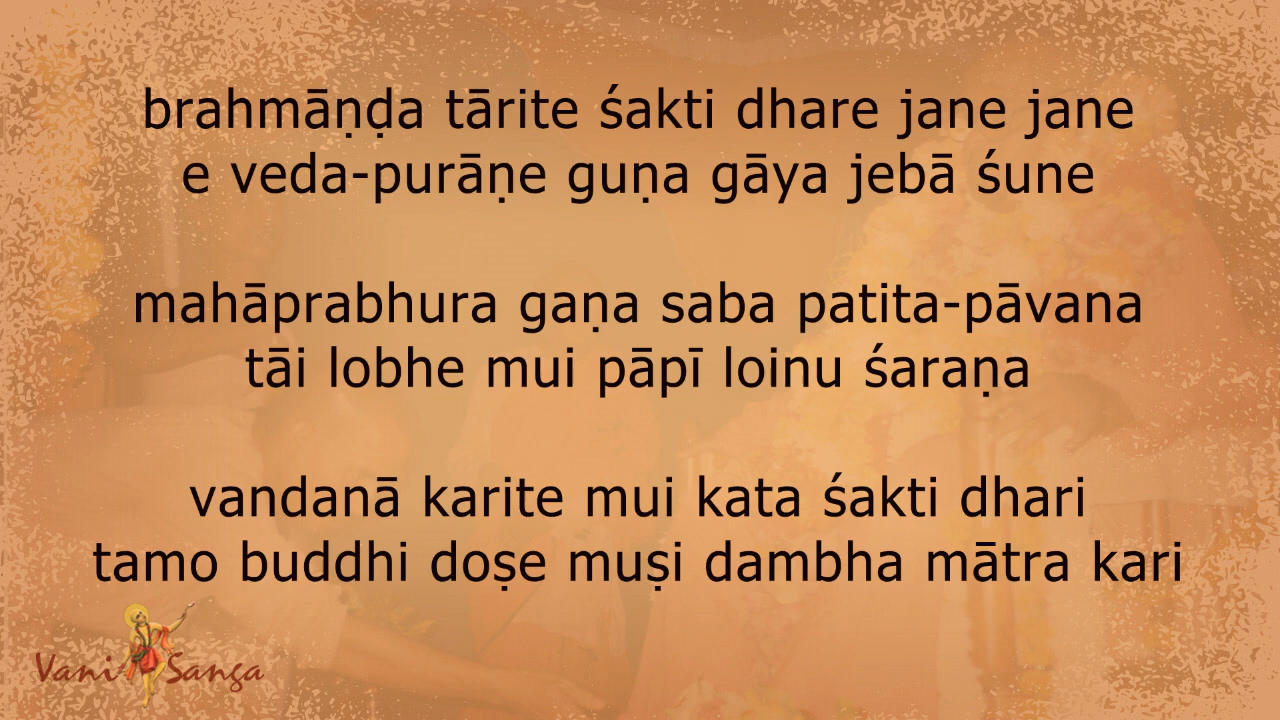 brahmāṇḍa tārite śakti dhare jane jane
e veda-purāṇe guṇa gāya jebā śune
mahāprabhura gaṇa saba patita-pāvana
tāi lobhe mui pāpī loinu śaraṇa
vandanā karite mui kata śakti dhari
tamo buddhi doṣe muṣi dambha mātra kari
Vani Sanga